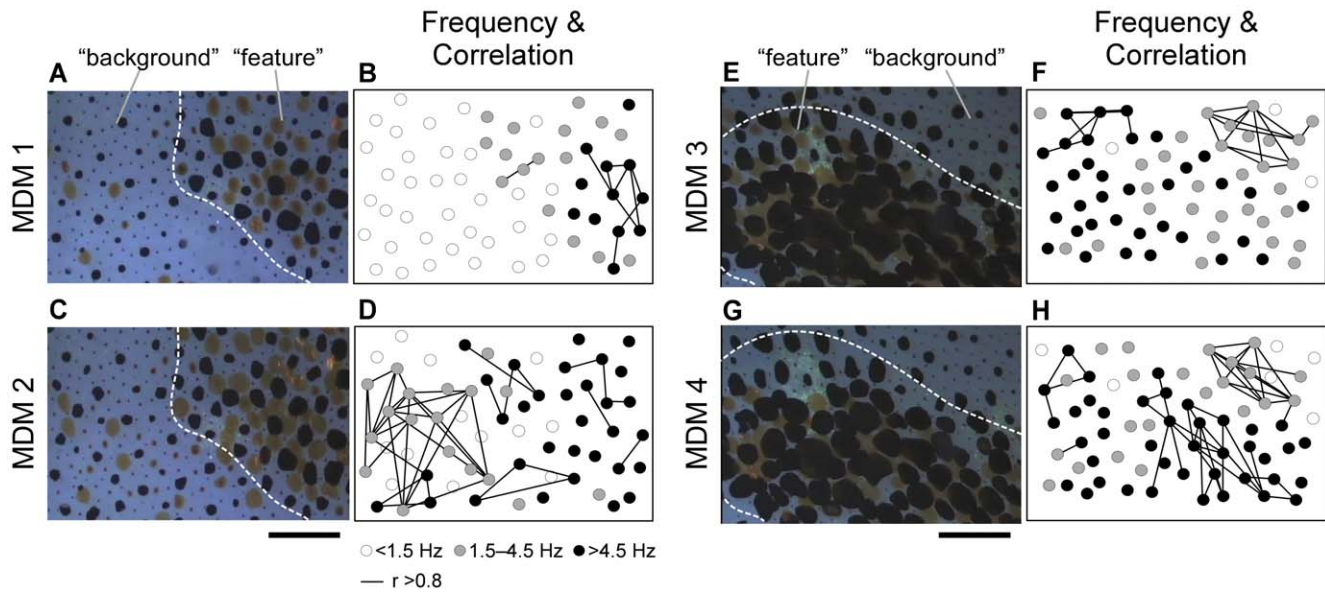 Frequency &
Correlation
"background"
"feature"
A
B
MDM 1
C
D
MDM 2
<1.5 Hz
1.5–4.5 Hz
>4.5 Hz
r >0.8
Frequency &
Correlation
"feature"
"background"
E
F
MDM 3
G
H
MDM 4